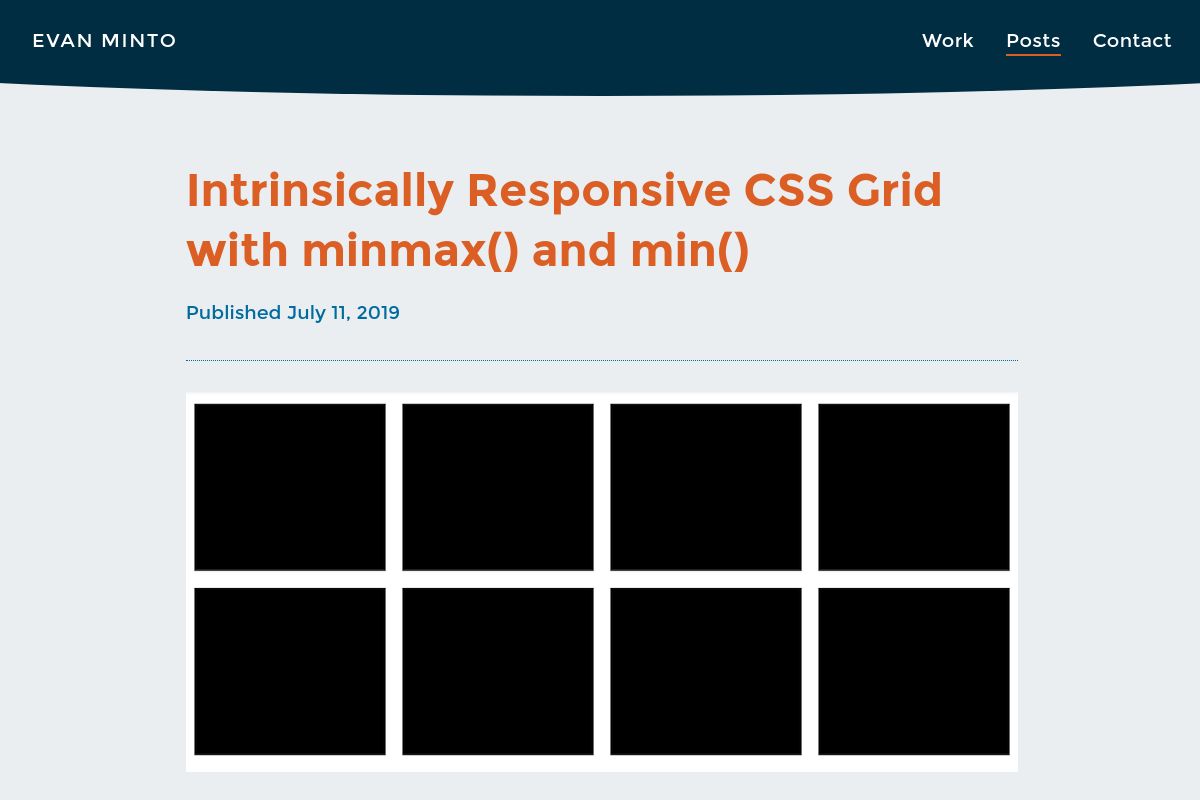 EVAN MINTO
Work
Posts
Contact
Intrinsically Responsive CSS Grid
with minmax() and min()
Published July 11, 2019